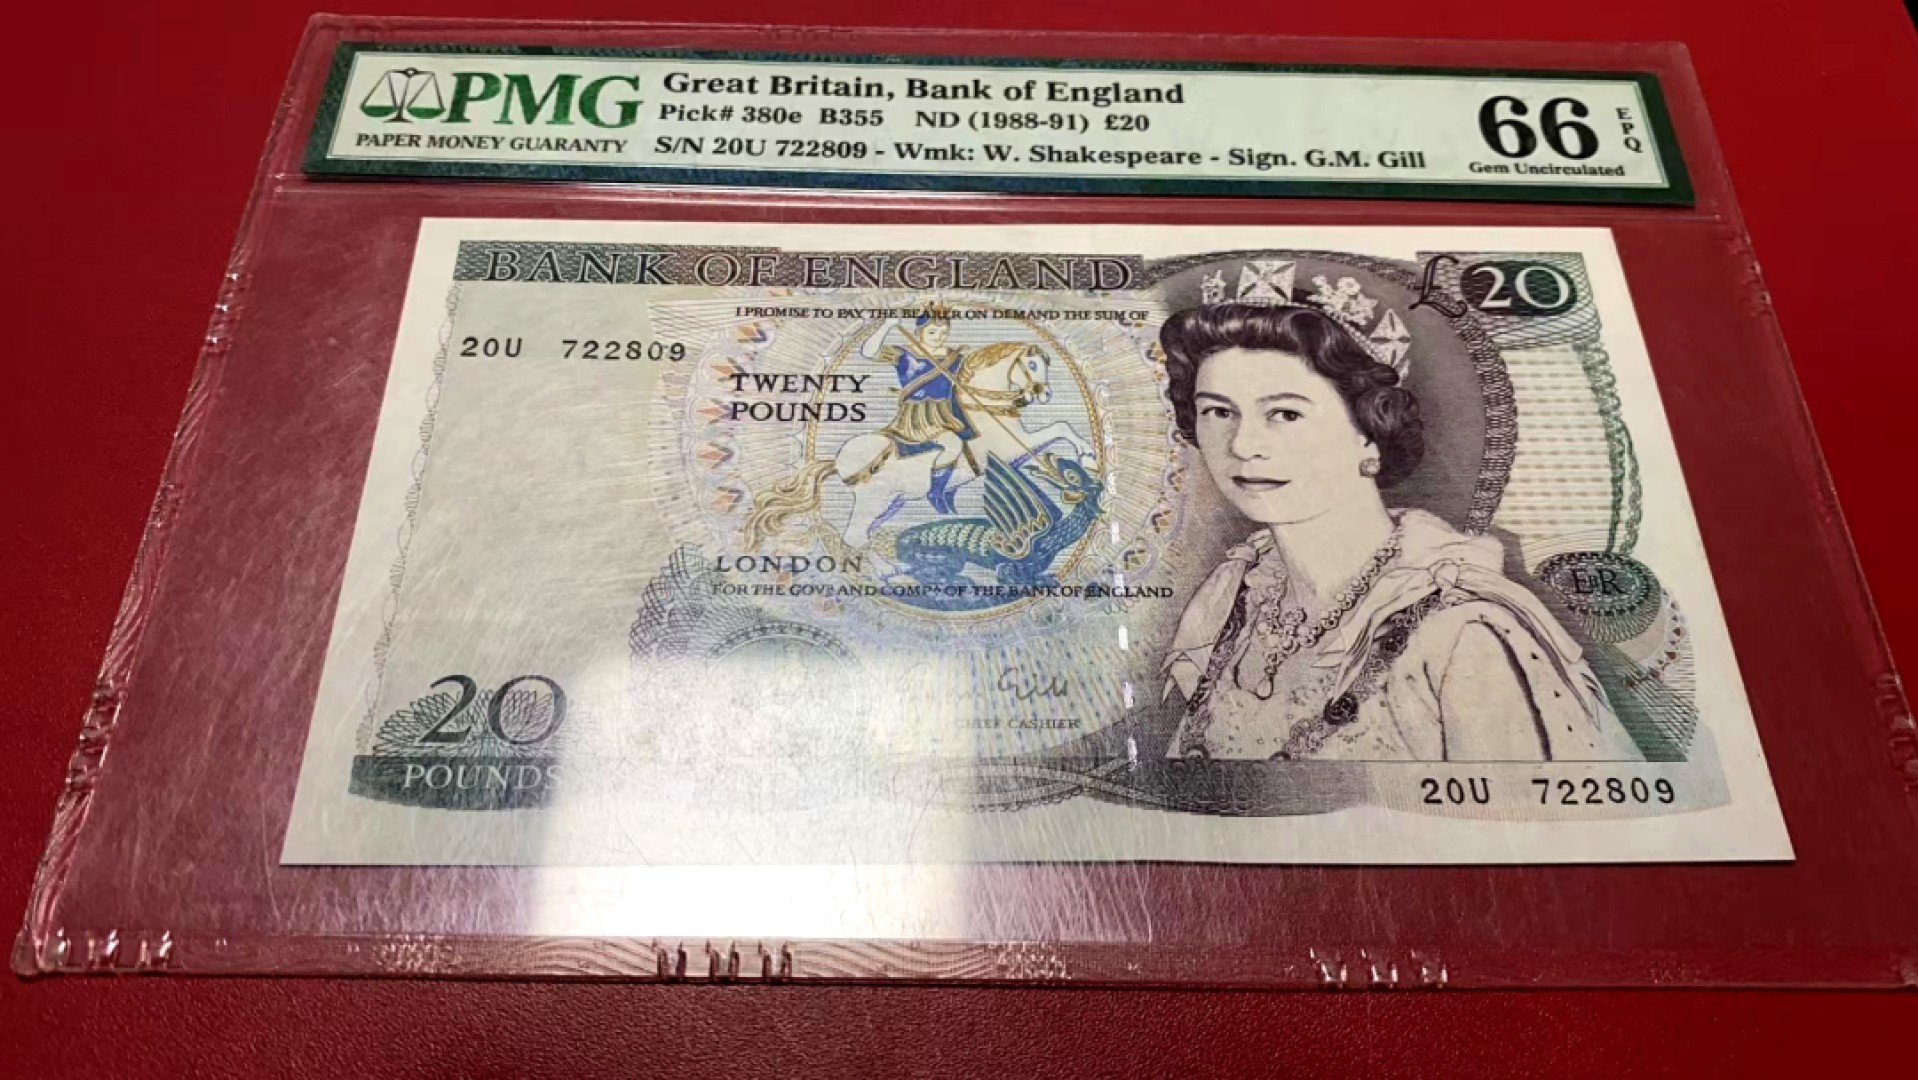 PMG
PAPER MONEY GUARANTY
Great Britain, Bank of England
Pick# 380e B355 ND (1988-91) £20
S/N 20U 722809 - Wmk: W. Shakespeare - Sign. G.M. Gill
66
EPQ
Gem Uncirculated
BANK OF ENGLAND
£20
I PROMISE TO PAY THE BEARER ON DEMAND THE SUM OF
20U 722809
TWENTY
POUNDS
LONDON
FOR THE GOVR AND COMPA OF THE BANK OF ENGLAND
EIIR
Gill
CHIEF CASHIER
20
POUNDS
20U 722809